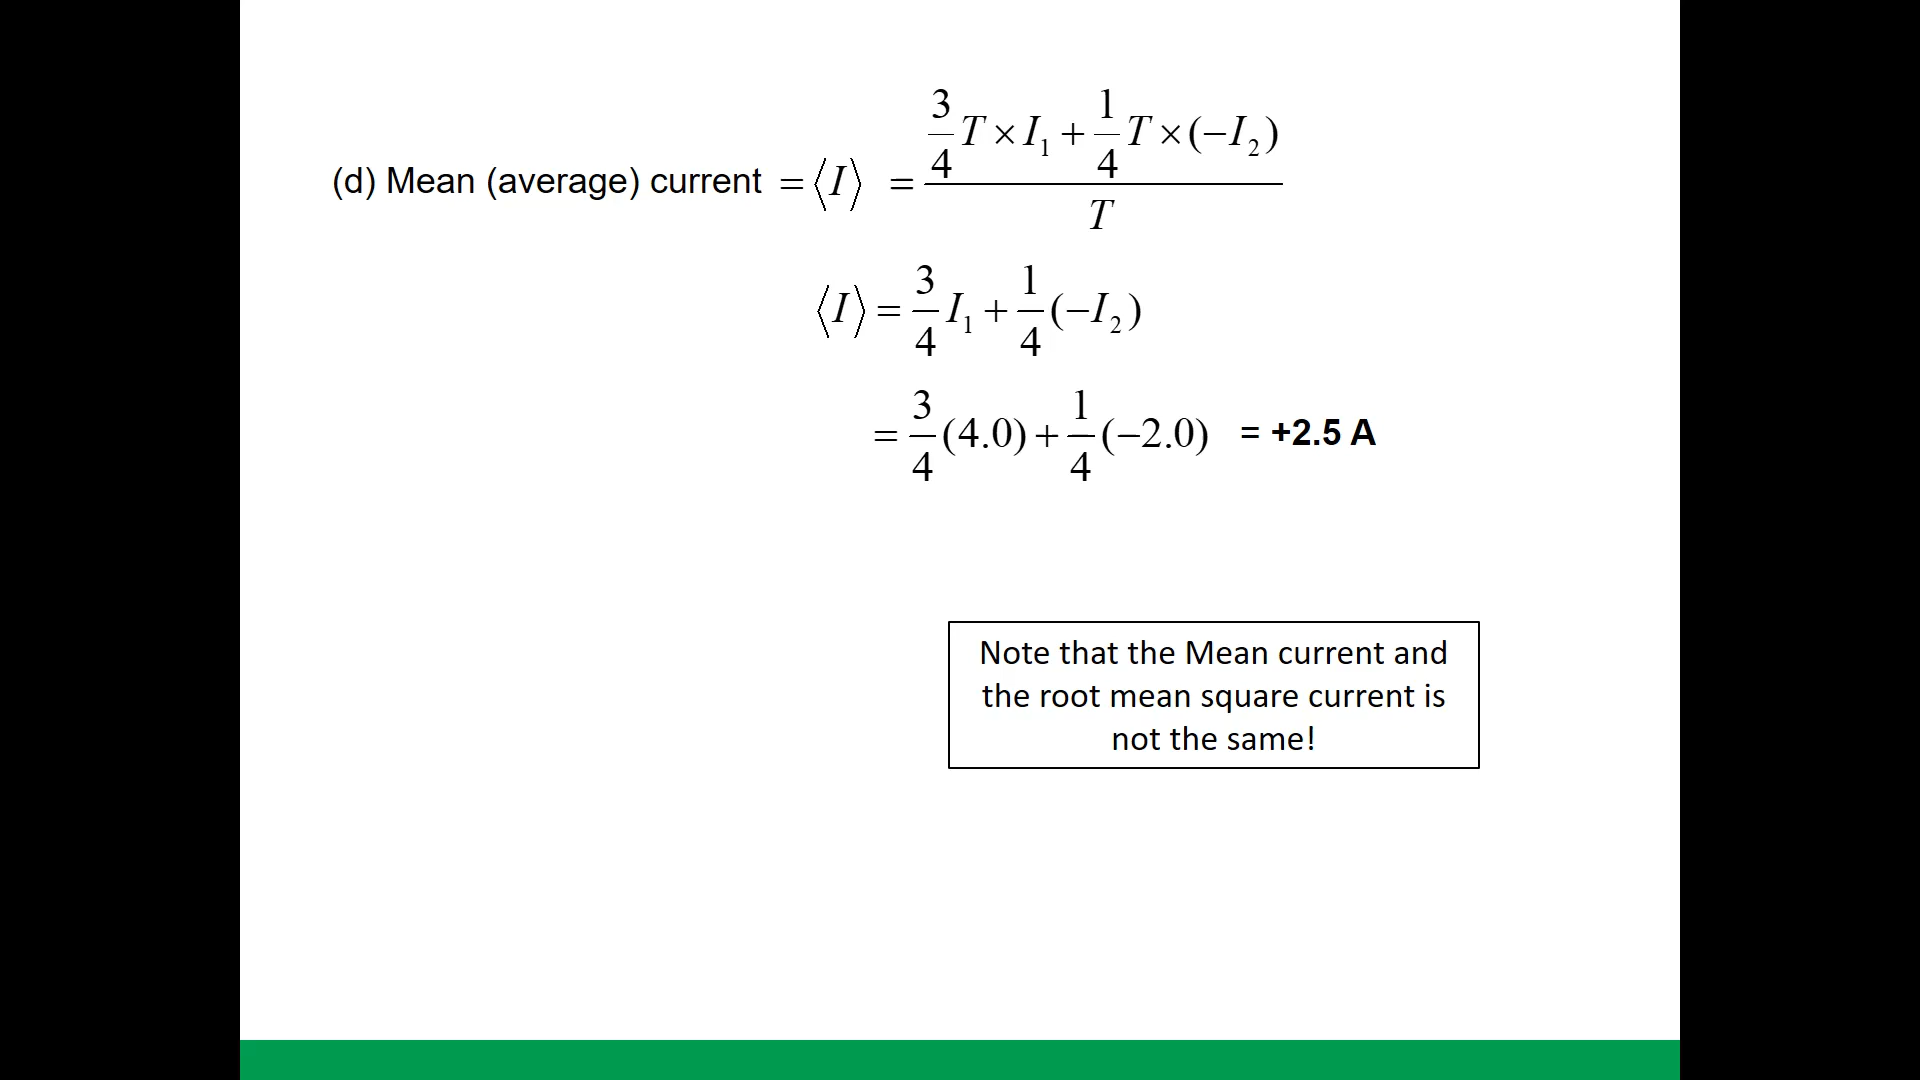 (d) Mean (average) current = ⟨I⟩ = (3/4 T × I₁ + 1/4 T × (−I₂)) / T
⟨I⟩ = 3/4 I₁ + 1/4 (−I₂)
= 3/4 (4.0) + 1/4 (−2.0) = +2.5 A
Note that the Mean current and
the root mean square current is
not the same!